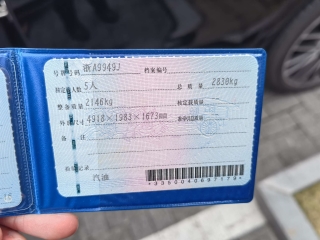 号牌号码 浙A9949J 档案编号
核定载人数 5人 总质量 2830kg
整备质量 2146kg 核定载质量
外廓尺寸 4918×1983×1673mm 准牵引总质量
备注
检验记录
汽油